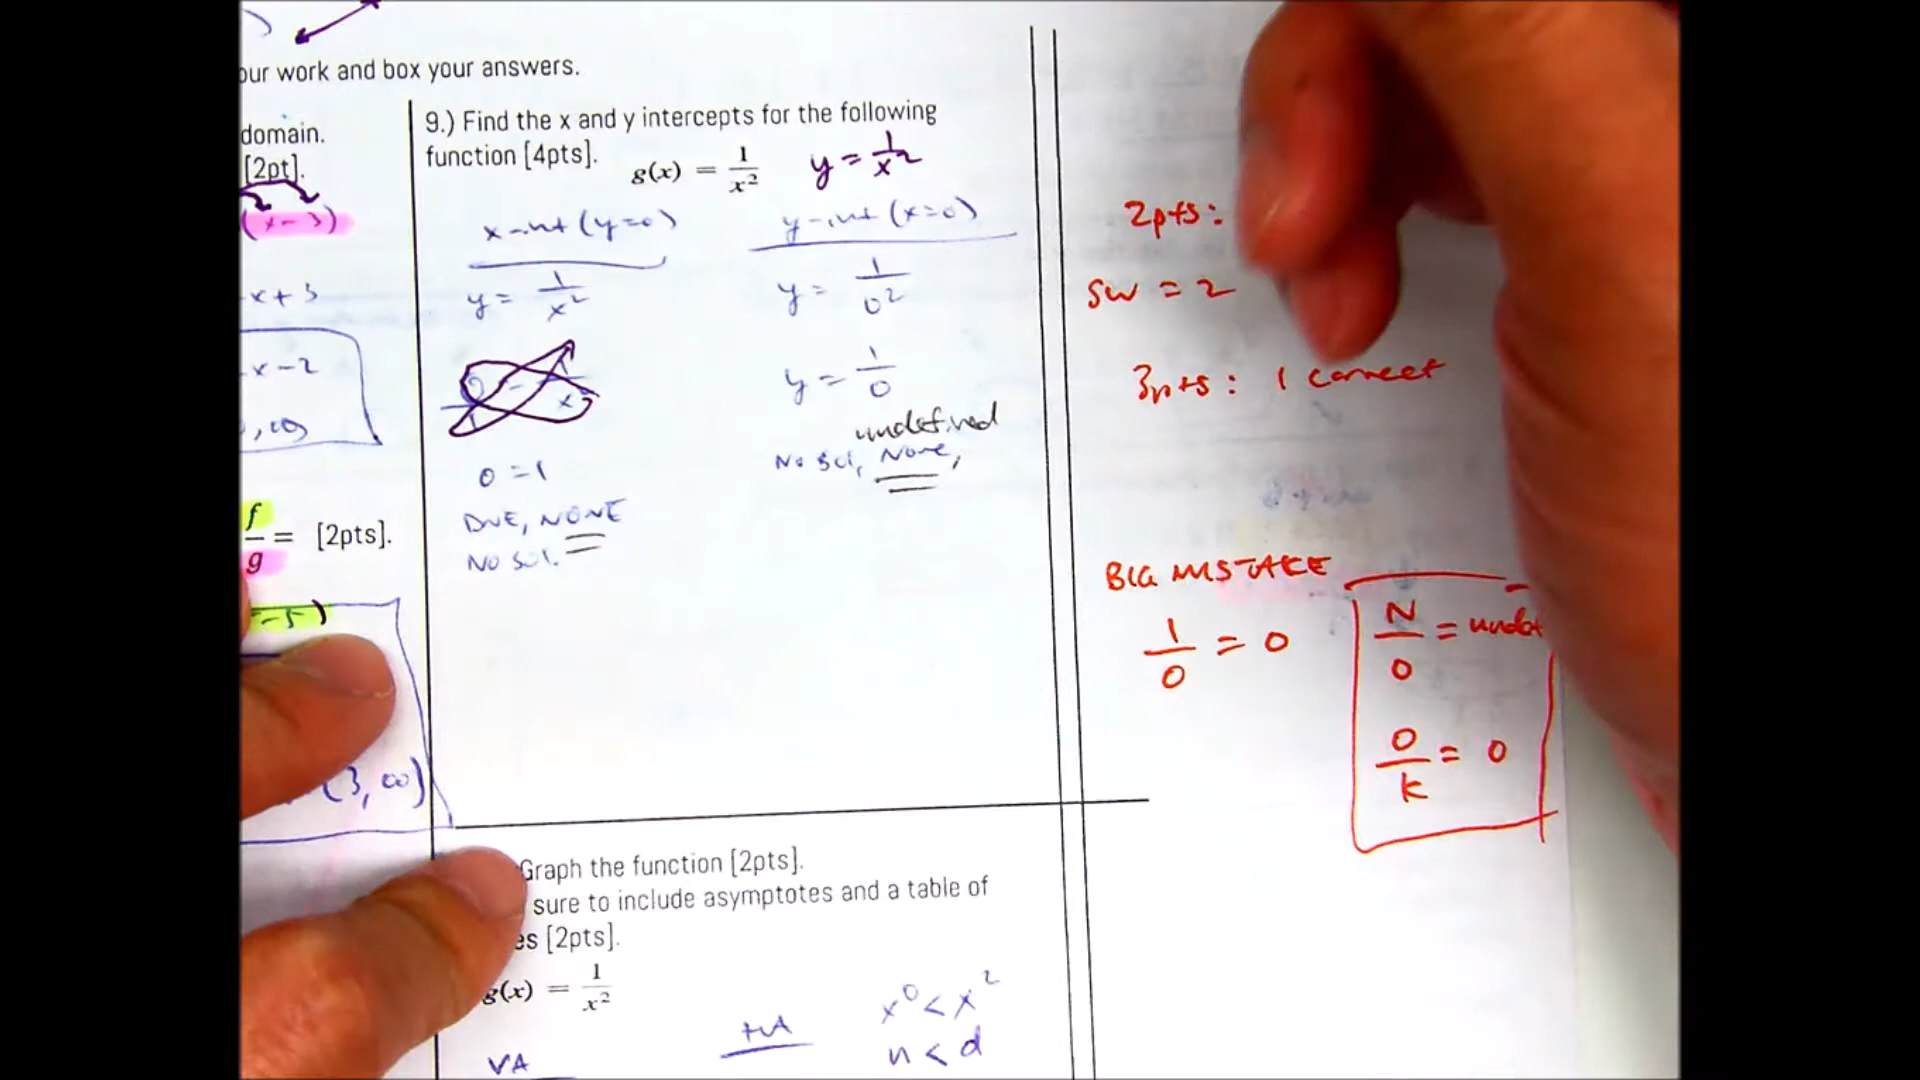 our work and box your answers.
domain.
[2pt].
(x-3)
-x+3
-x-2
, ∞)
f/g = [2pts].
-5)
(3, ∞)
9.) Find the x and y intercepts for the following
function [4pts]. g(x) = 1/x² y = 1/x²
x-int (y=0)
y = 1/x²
0 = 1
DNE, NONE
No sol.
y-int (x=0)
y = 1/0²
y = 1/0
undefined
No sol, None,
Graph the function [2pts].
sure to include asymptotes and a table of
es [2pts].
g(x) = 1/x²
VA
HA
x⁰ < x²
n < d
2pts:
SW = 2
3pts: 1 correct
BIG MISTAKE
1/0 = 0
N/0 = undef
0/k = 0